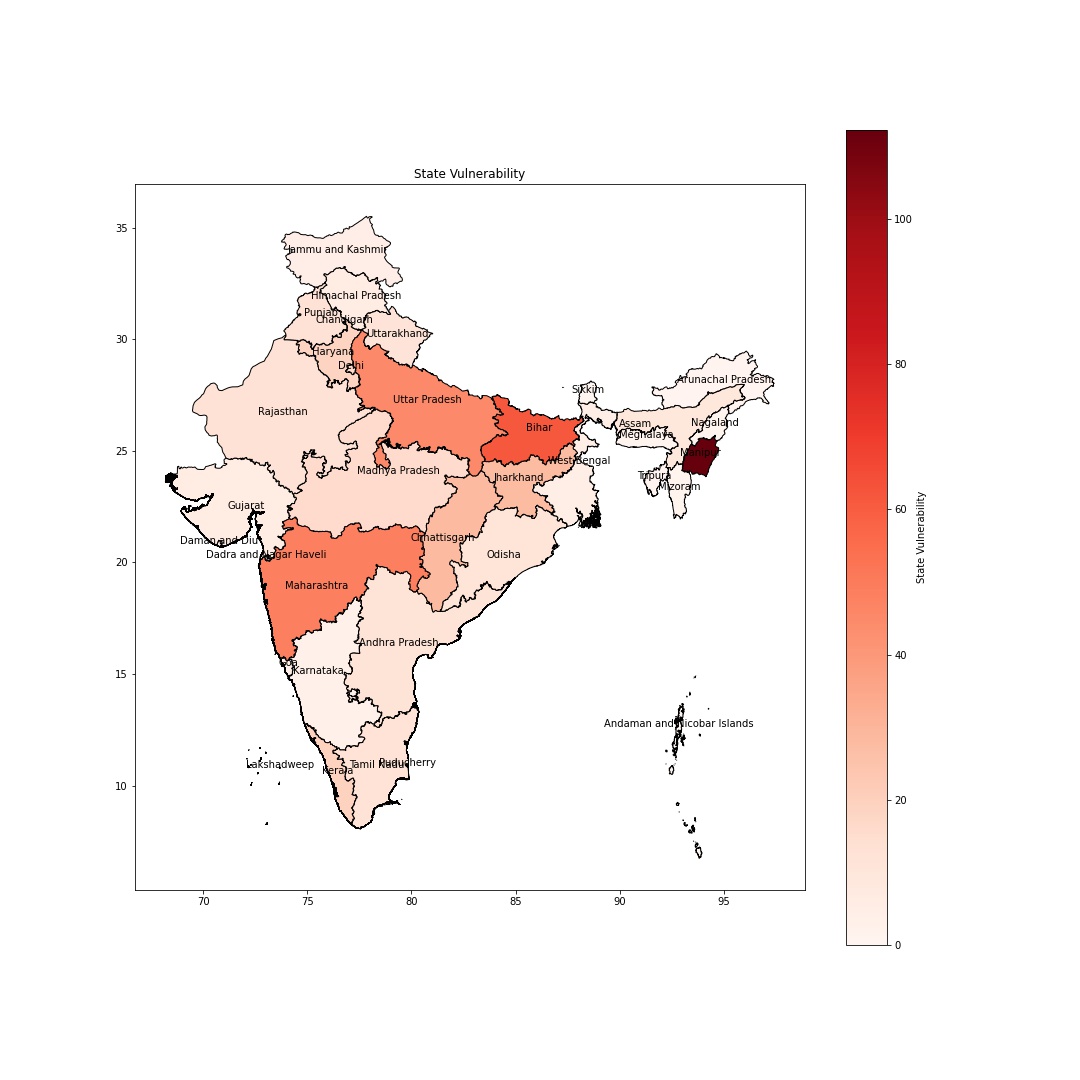 State Vulnerability
35
30
25
20
15
10
70
75
80
85
90
95
Jammu and Kashmir
Himachal Pradesh
Punjab
Chandigarh
Uttarakhand
Haryana
Delhi
Rajasthan
Uttar Pradesh
Bihar
Sikkim
Arunachal Pradesh
Assam
Nagaland
Meghalaya
Manipur
Tripura
Mizoram
West Bengal
Jharkhand
Madhya Pradesh
Gujarat
Daman and Diu
Dadra and Nagar Haveli
Chhattisgarh
Odisha
Maharashtra
Andhra Pradesh
Goa
Karnataka
Andaman and Nicobar Islands
Lakshadweep
Kerala
Tamil Nadu
Puducherry
100
80
60
40
20
0
State Vulnerability